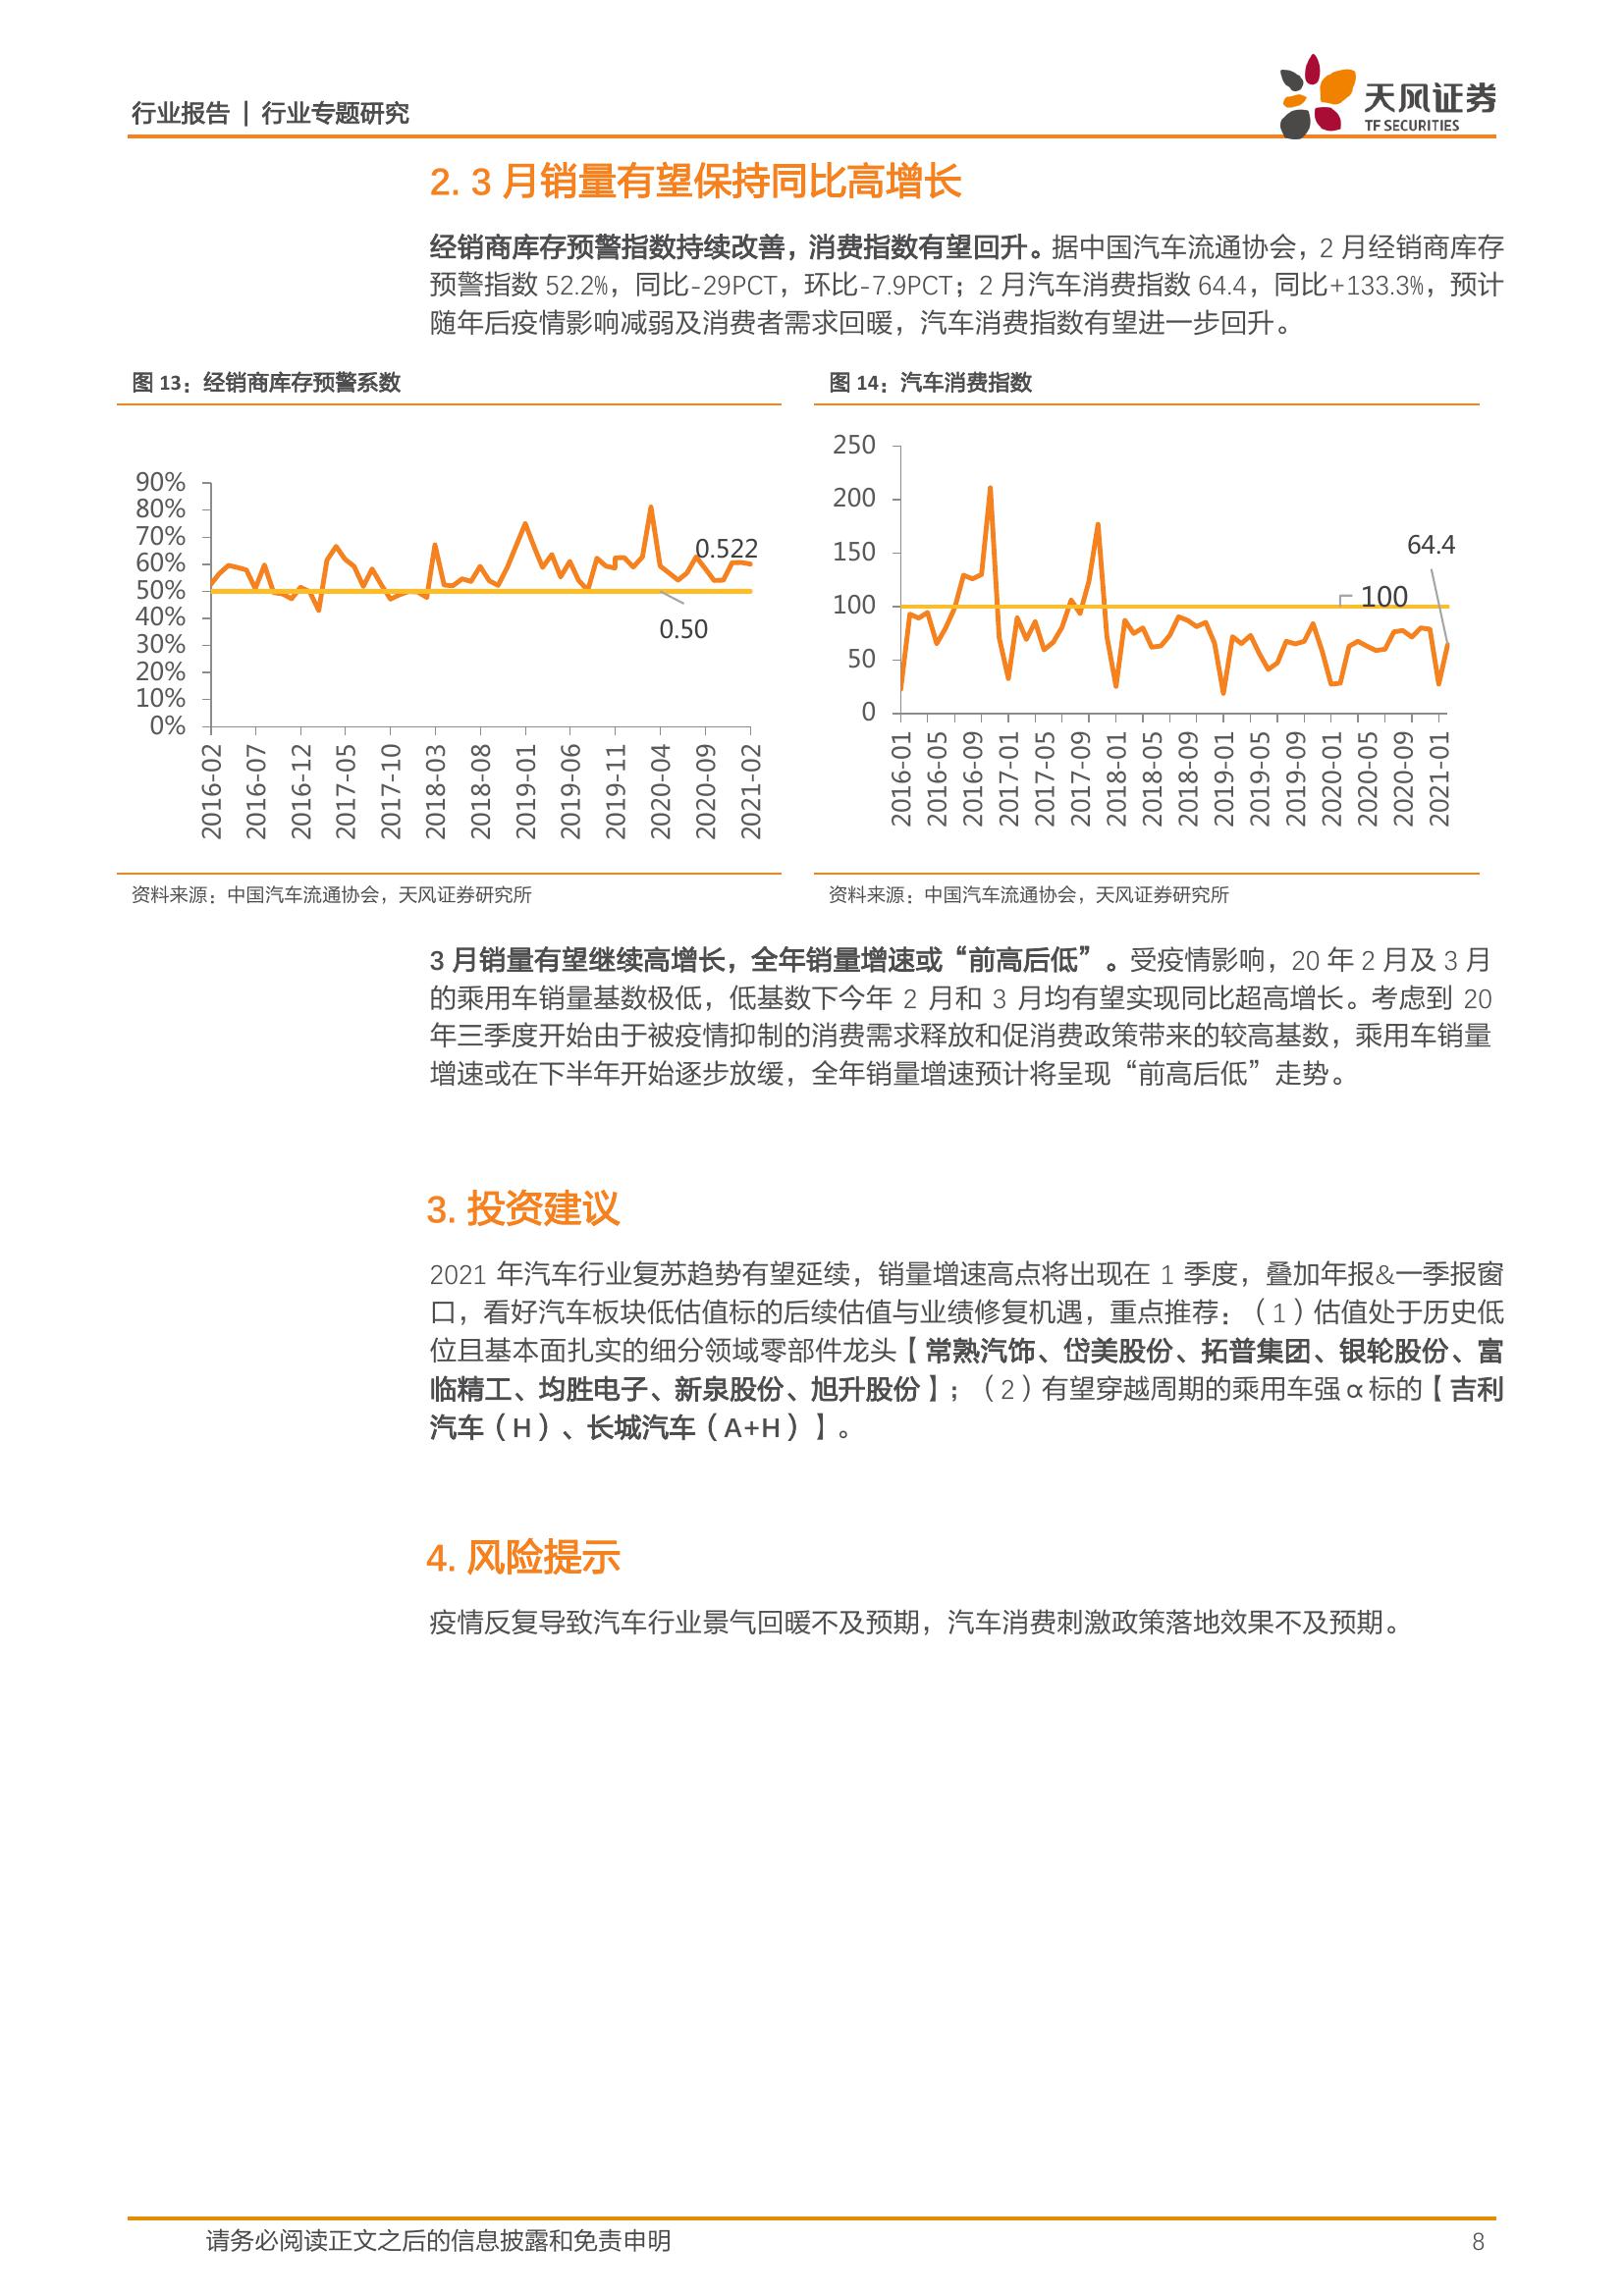 行业报告 | 行业专题研究
天风证券
TF SECURITIES
2. 3 月销量有望保持同比高增长
经销商库存预警指数持续改善，消费指数有望回升。据中国汽车流通协会，2 月经销商库存
预警指数 52.2%，同比-29PCT，环比-7.9PCT；2 月汽车消费指数 64.4，同比+133.3%，预计
随年后疫情影响减弱及消费者需求回暖，汽车消费指数有望进一步回升。
图 13：经销商库存预警系数
90%
80%
70%
60%
50%
40%
30%
20%
10%
0%
0.522
0.50
2016-02
2016-07
2016-12
2017-05
2017-10
2018-03
2018-08
2019-01
2019-06
2019-11
2020-04
2020-09
2021-02
资料来源：中国汽车流通协会，天风证券研究所
图 14：汽车消费指数
250
200
150
100
50
0
64.4
100
2016-01
2016-05
2016-09
2017-01
2017-05
2017-09
2018-01
2018-05
2018-09
2019-01
2019-05
2019-09
2020-01
2020-05
2020-09
2021-01
资料来源：中国汽车流通协会，天风证券研究所
3 月销量有望继续高增长，全年销量增速或“前高后低”。受疫情影响，20 年 2 月及 3 月
的乘用车销量基数极低，低基数下今年 2 月和 3 月均有望实现同比超高增长。考虑到 20
年三季度开始由于被疫情抑制的消费需求释放和促消费政策带来的较高基数，乘用车销量
增速或在下半年开始逐步放缓，全年销量增速预计将呈现“前高后低”走势。
3. 投资建议
2021 年汽车行业复苏趋势有望延续，销量增速高点将出现在 1 季度，叠加年报&一季报窗
口，看好汽车板块低估值标的后续估值与业绩修复机遇，重点推荐：（1）估值处于历史低
位且基本面扎实的细分领域零部件龙头【常熟汽饰、岱美股份、拓普集团、银轮股份、富
临精工、均胜电子、新泉股份、旭升股份】；（2）有望穿越周期的乘用车强α标的【吉利
汽车（H）、长城汽车（A+H）】。
4. 风险提示
疫情反复导致汽车行业景气回暖不及预期，汽车消费刺激政策落地效果不及预期。
请务必阅读正文之后的信息披露和免责申明
8